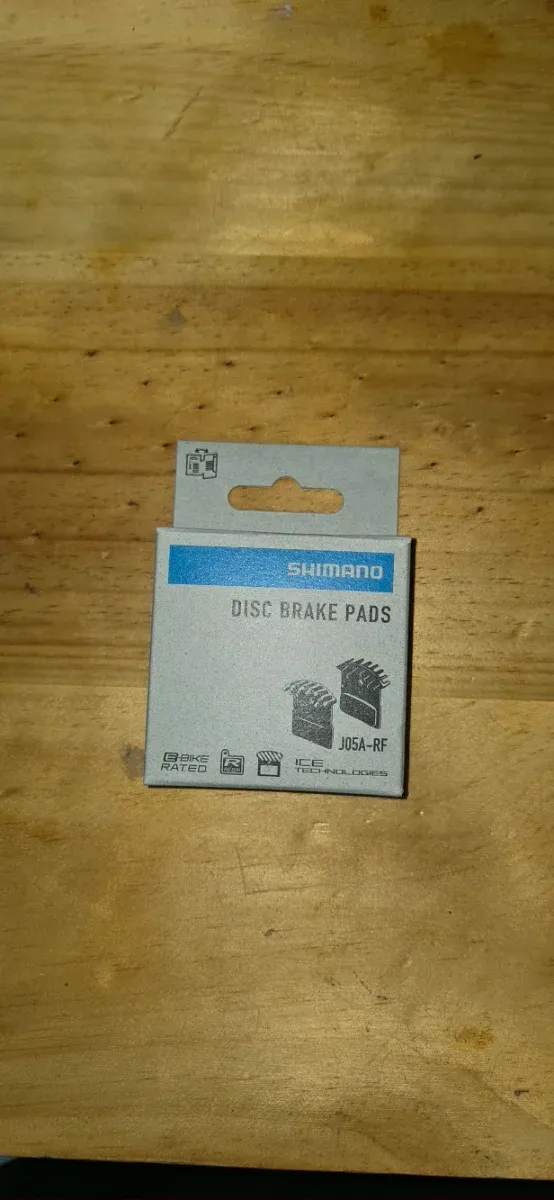 SHIMANO
DISC BRAKE PADS
J05A-RF
E-BIKE
RATED
ICE
TECHNOLOGIES